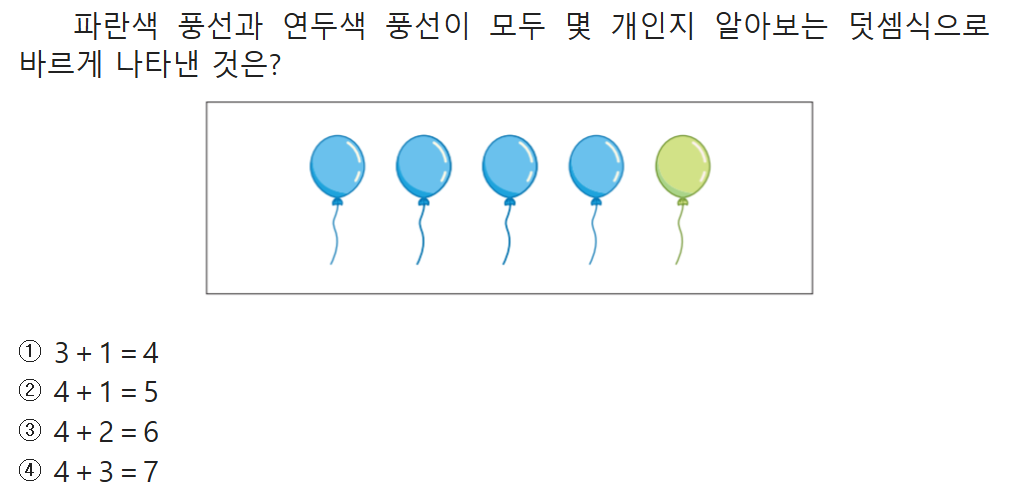 파란색 풍선과 연두색 풍선이 모두 몇 개인지 알아보는 덧셈식으로
바르게 나타낸 것은?
① 3 + 1 = 4
② 4 + 1 = 5
③ 4 + 2 = 6
④ 4 + 3 = 7